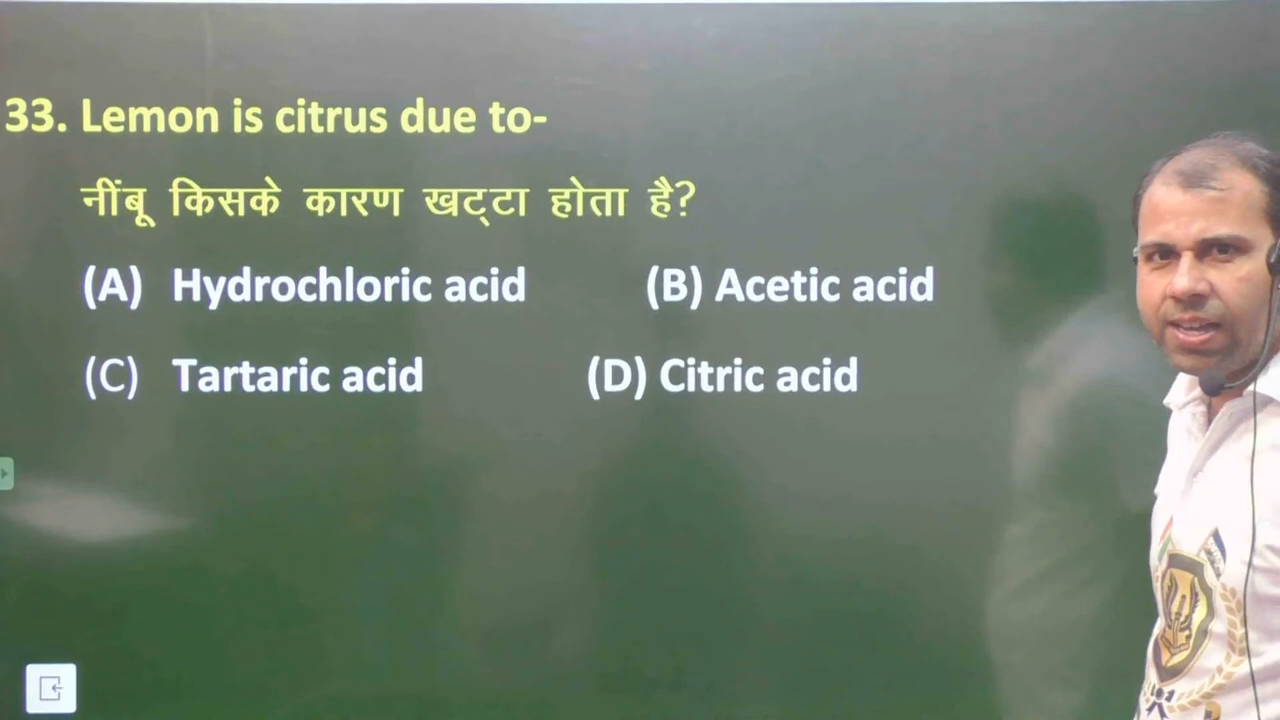 33. Lemon is citrus due to-
नींबू किसके कारण खट्टा होता है?
(A) Hydrochloric acid (B) Acetic acid
(C) Tartaric acid (D) Citric acid